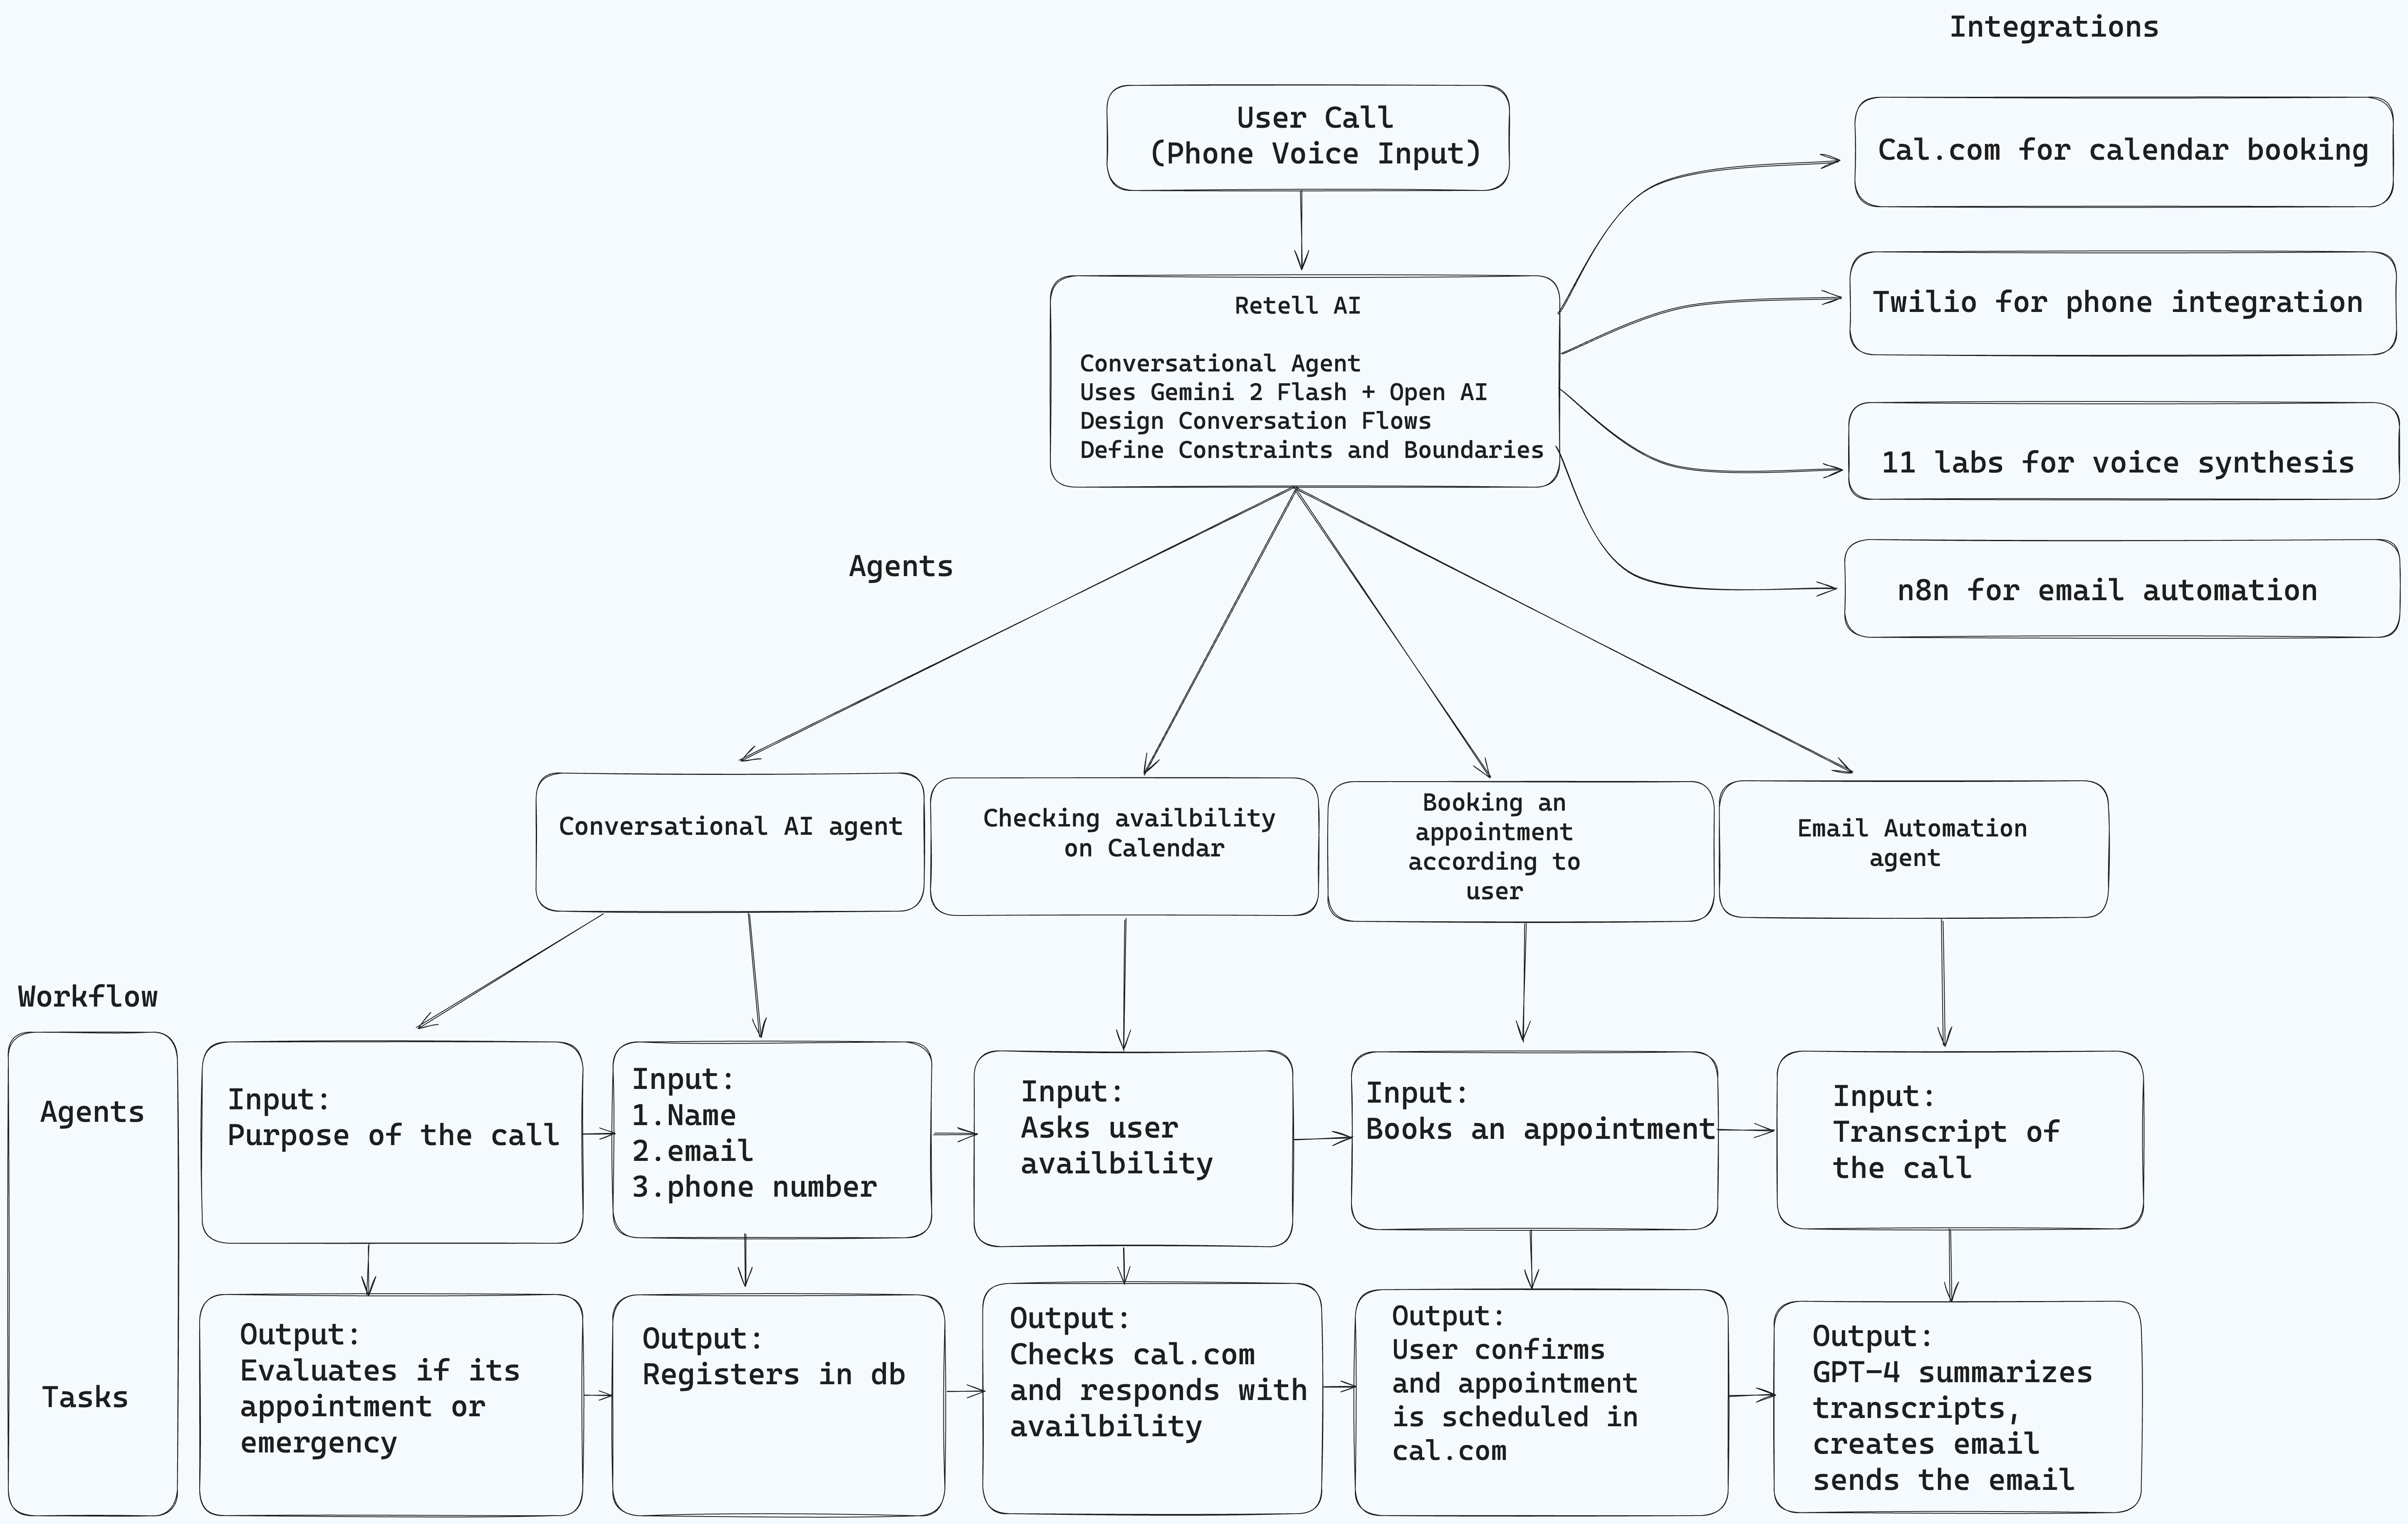 Integrations
User Call
(Phone Voice Input)
Cal.com for calendar booking
Twilio for phone integration
11 labs for voice synthesis
n8n for email automation
Retell AI
Conversational Agent
Uses Gemini 2 Flash + Open AI
Design Conversation Flows
Define Constraints and Boundaries
Agents
Conversational AI agent
Checking availbility
on Calendar
Booking an
appointment
according to
user
Email Automation
agent
Workflow
Agents
Tasks
Input:
Purpose of the call
Input:
1.Name
2.email
3.phone number
Input:
Asks user
availbility
Input:
Books an appointment
Input:
Transcript of
the call
Output:
Evaluates if its
appointment or
emergency
Output:
Registers in db
Output:
Checks cal.com
and responds with
availbility
Output:
User confirms
and appointment
is scheduled in
cal.com
Output:
GPT-4 summarizes
transcripts,
creates email
sends the email